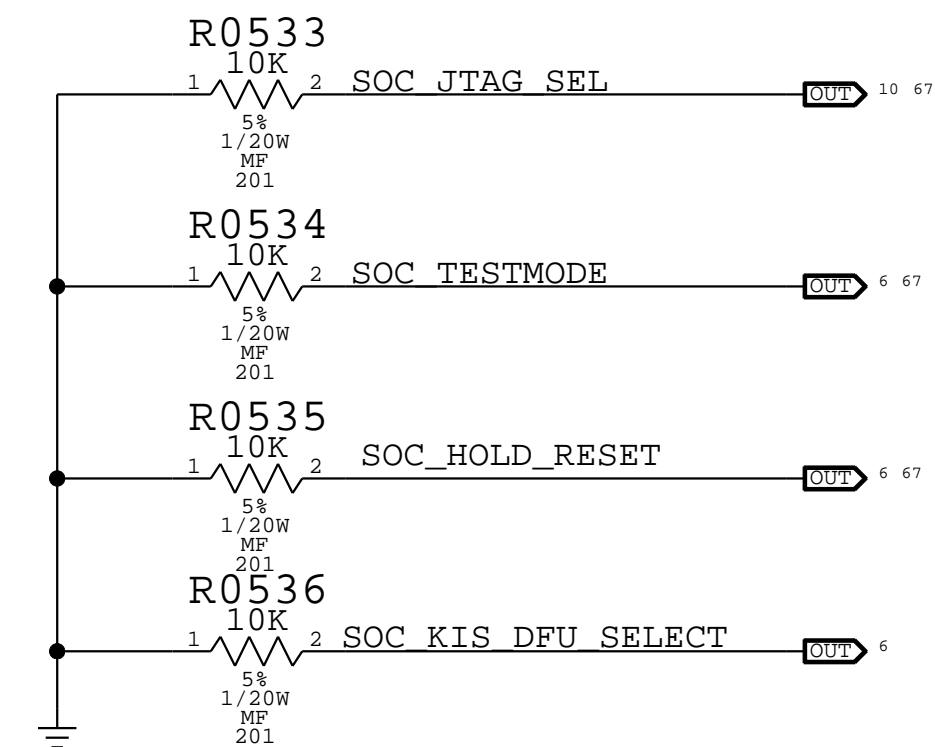 R0533
10K
1 2 SOC_JTAG_SEL OUT 10 67
5%
1/20W
MF
201
R0534
10K
1 2 SOC_TESTMODE OUT 6 67
5%
1/20W
MF
201
R0535
10K
1 2 SOC_HOLD_RESET OUT 6 67
5%
1/20W
MF
201
R0536
10K
1 2 SOC_KIS_DFU_SELECT OUT 6
5%
1/20W
MF
201